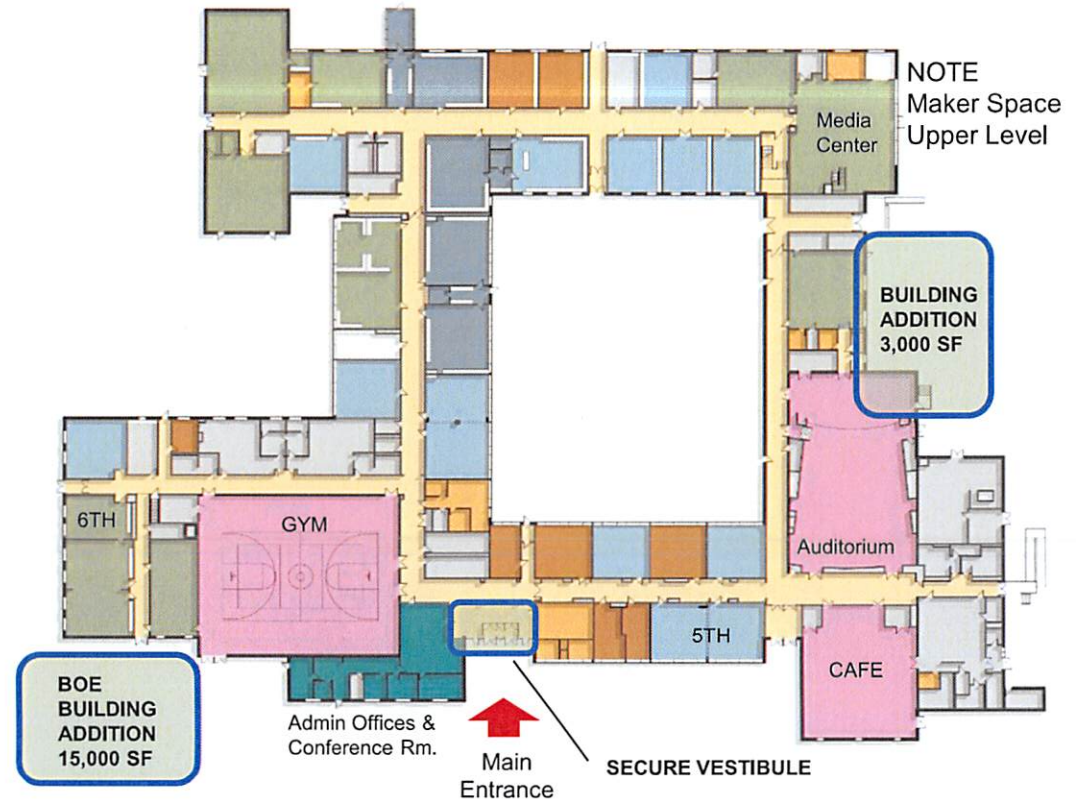 NOTE
Maker Space
Upper Level
Media
Center
BUILDING
ADDITION
3,000 SF
6TH
GYM
Auditorium
5TH
CAFE
BOE
BUILDING
ADDITION
15,000 SF
Admin Offices &
Conference Rm.
Main
Entrance
SECURE VESTIBULE